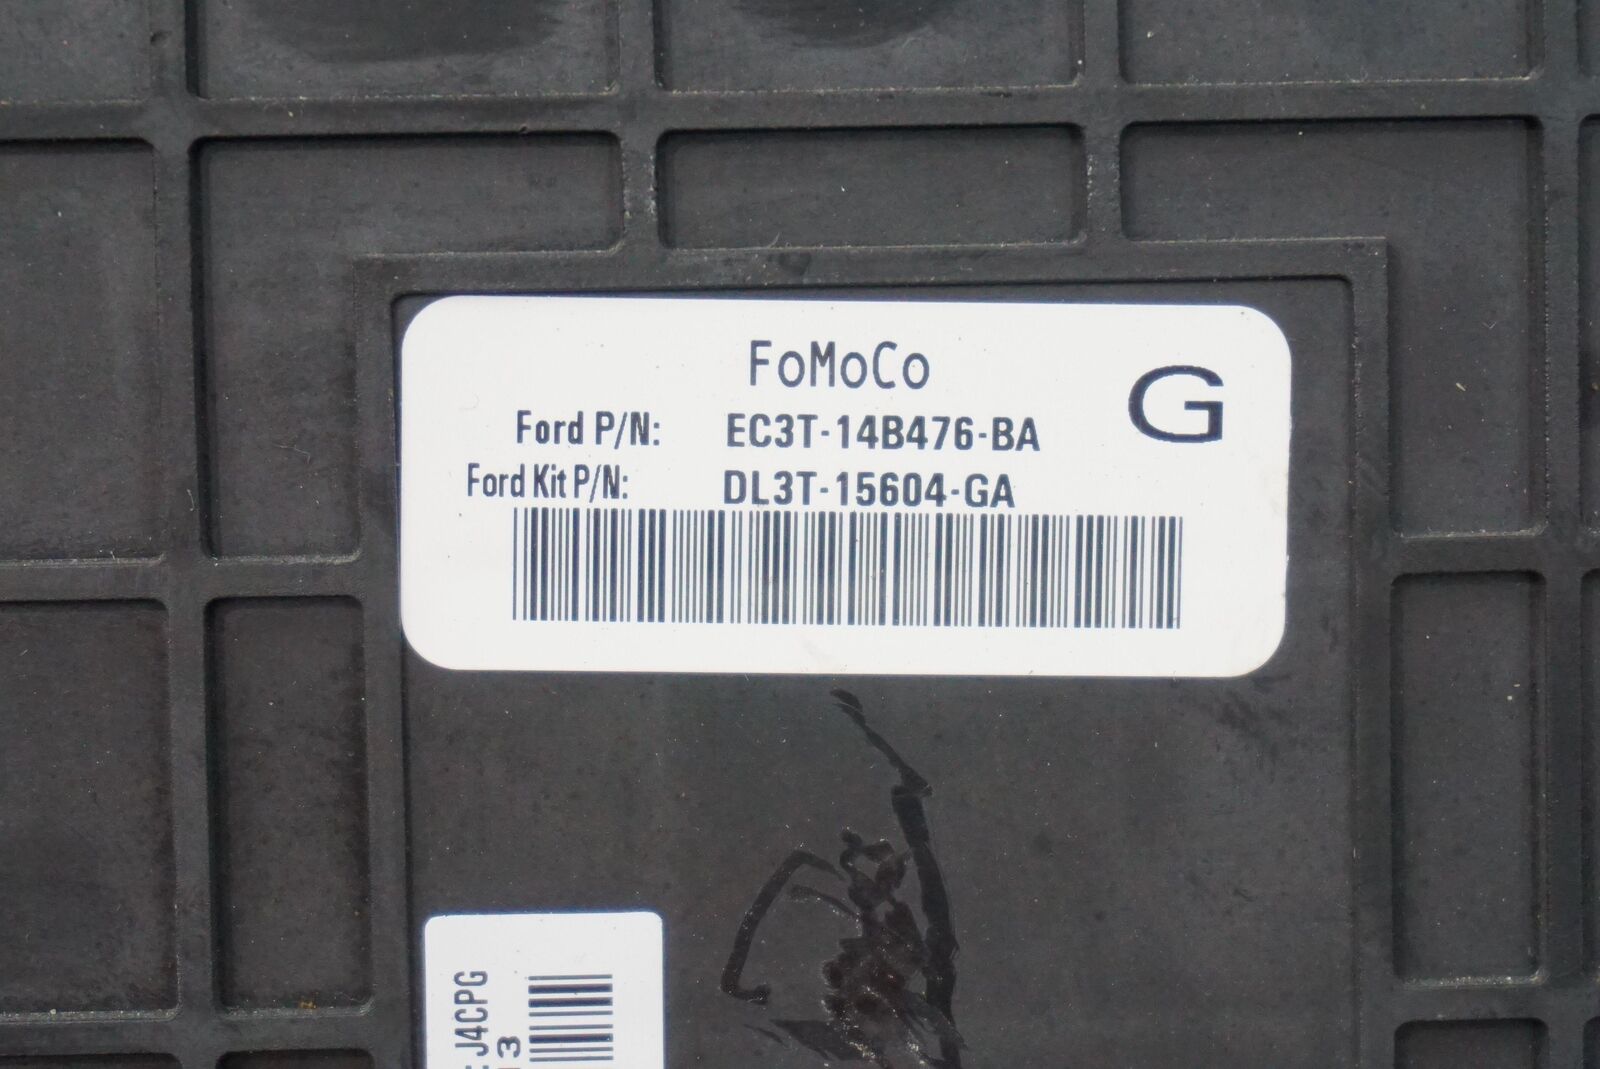 FoMoCo
G
Ford P/N: EC3T-14B476-BA
Ford Kit P/N: DL3T-15604-GA
J4CPG
3